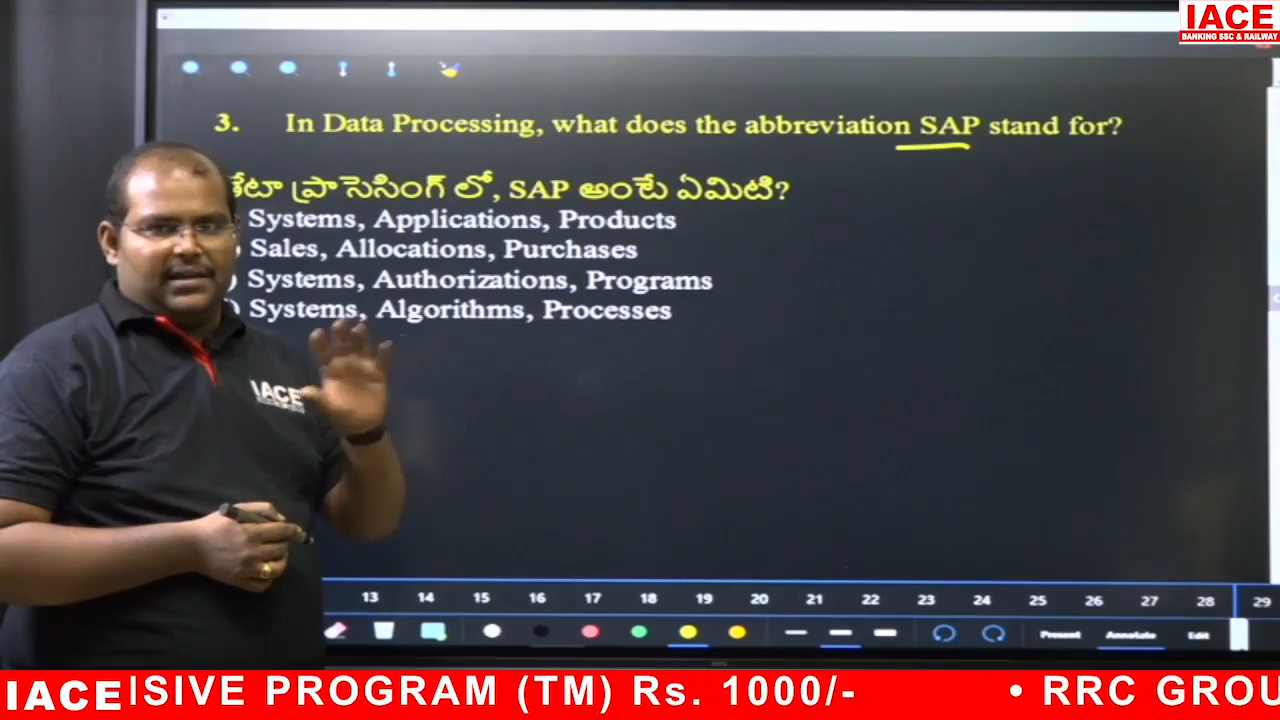 IACE
BANKING SSC & RAILWAY
3. In Data Processing, what does the abbreviation SAP stand for?
డేటా ప్రాసెసింగ్ లో, SAP అంటే ఏమిటి?
Systems, Applications, Products
Sales, Allocations, Purchases
Systems, Authorizations, Programs
Systems, Algorithms, Processes
IACE
13 14 15 16 17 18 19 20 21 22 23 24 25 26 27 28 29
Present Annotate Edit
IACE ISIVE PROGRAM (TM) Rs. 1000/- • RRC GROU